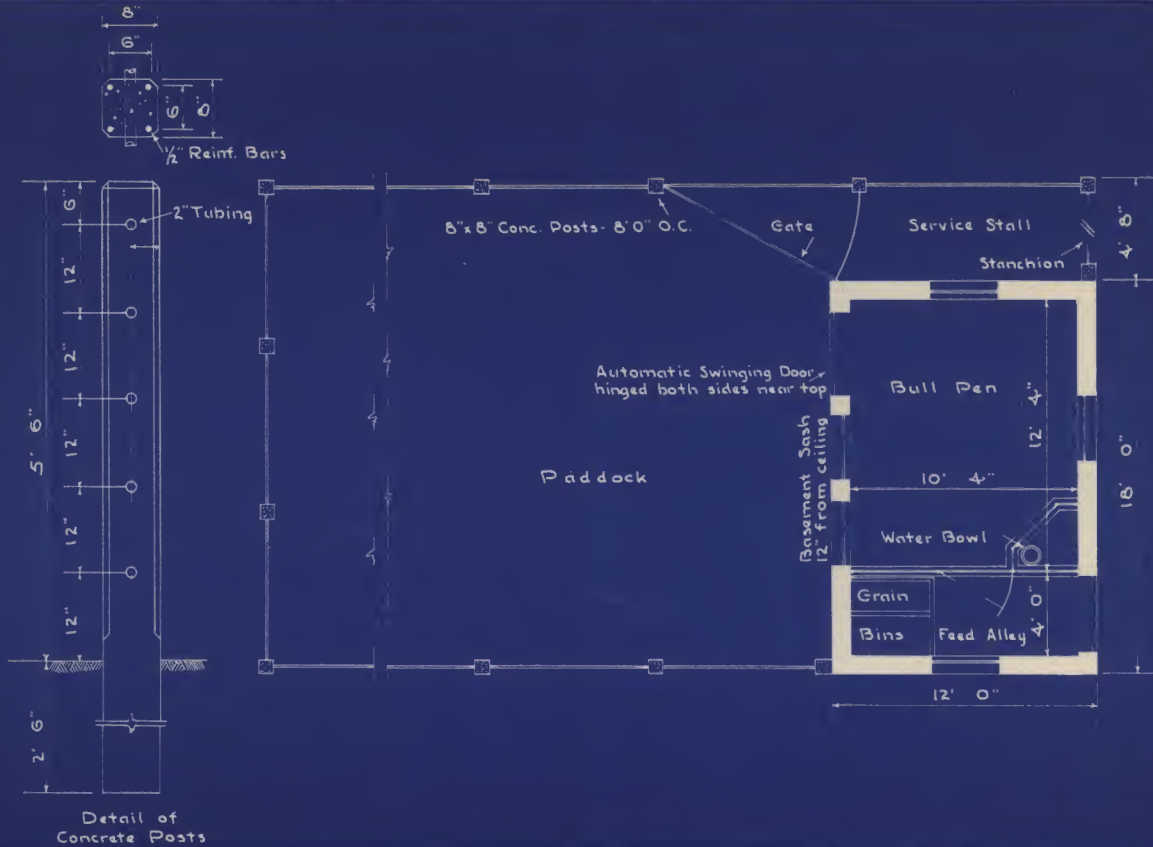 8"
6"
6"
8"
1/2" Reinf. Bars
6"
2" Tubing
12"
12"
12"
12"
12"
5' 6"
2' 6"
Detail of
Concrete Posts
8"x8" Conc. Posts- 8'0" O.C.
Gate
Service Stall
Stanchion
4' 8"
Automatic Swinging Door
hinged both sides near top
Bull Pen
12' 4"
Paddock
Basement Sash
12" from ceiling
10' 4"
18' 0"
Water Bowl
Grain
Bins
Feed Alley
4' 0"
12' 0"